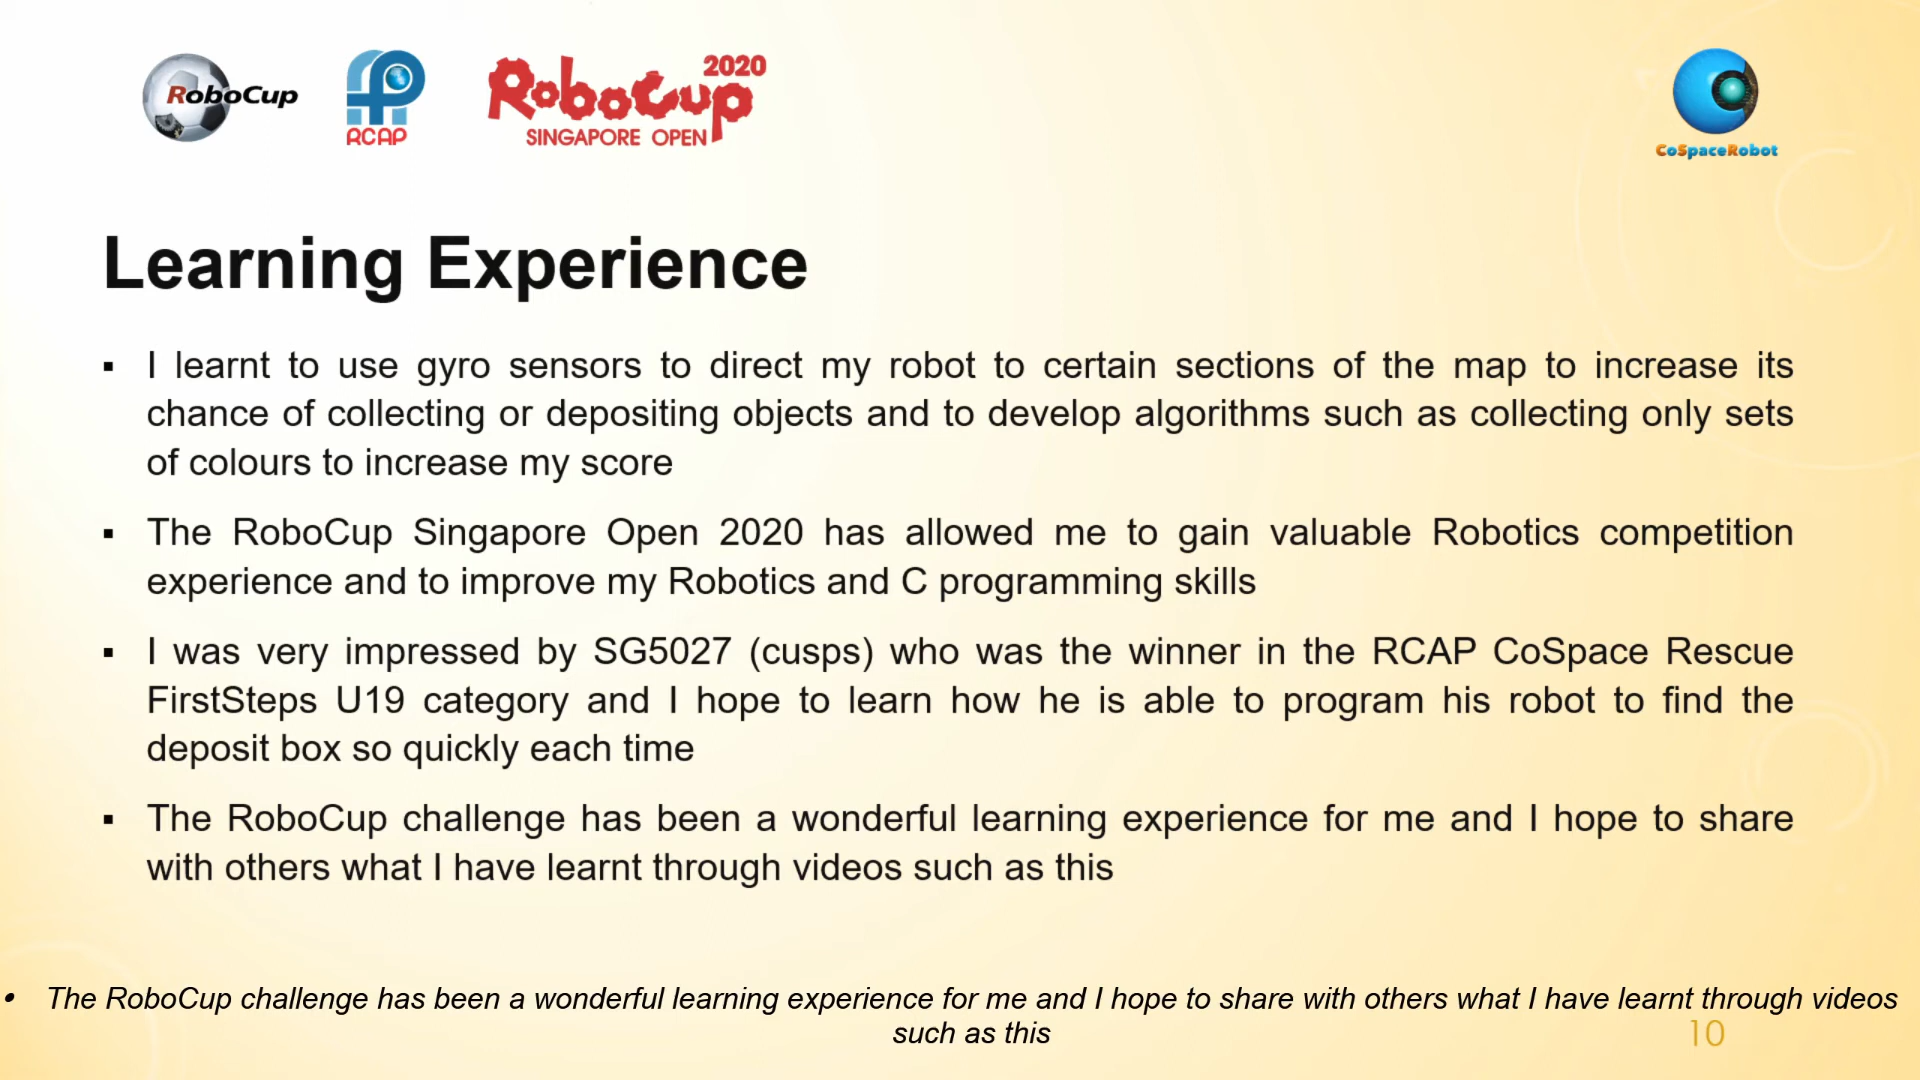 RoboCup
RCAP
RoboCup 2020
SINGAPORE OPEN
CoSpaceRobot
Learning Experience
▪ I learnt to use gyro sensors to direct my robot to certain sections of the map to increase its
chance of collecting or depositing objects and to develop algorithms such as collecting only sets
of colours to increase my score
▪ The RoboCup Singapore Open 2020 has allowed me to gain valuable Robotics competition
experience and to improve my Robotics and C programming skills
▪ I was very impressed by SG5027 (cusps) who was the winner in the RCAP CoSpace Rescue
FirstSteps U19 category and I hope to learn how he is able to program his robot to find the
deposit box so quickly each time
▪ The RoboCup challenge has been a wonderful learning experience for me and I hope to share
with others what I have learnt through videos such as this
• The RoboCup challenge has been a wonderful learning experience for me and I hope to share with others what I have learnt through videos
such as this
10